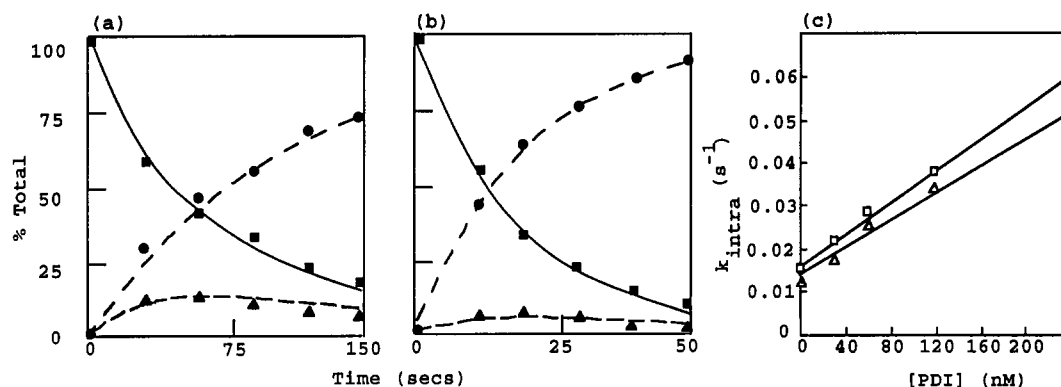 (a)
(b)
(c)
100
75
50
25
0
% Total
0 75 150
0 25 50
Time (secs)
0.06
0.05
0.04
0.03
0.02
0.01
0
k intra (s⁻¹)
0 40 80 120 160 200
[PDI] (nM)